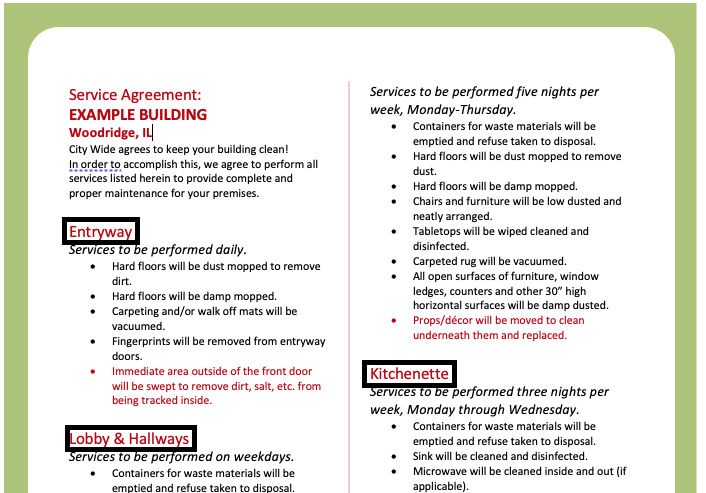 Service Agreement:
EXAMPLE BUILDING
Woodridge, IL
City Wide agrees to keep your building clean!
In order to accomplish this, we agree to perform all
services listed herein to provide complete and
proper maintenance for your premises.
Entryway
Services to be performed daily.
• Hard floors will be dust mopped to remove
dirt.
• Hard floors will be damp mopped.
• Carpeting and/or walk off mats will be
vacuumed.
• Fingerprints will be removed from entryway
doors.
• Immediate area outside of the front door
will be swept to remove dirt, salt, etc. from
being tracked inside.
Lobby & Hallways
Services to be performed on weekdays.
• Containers for waste materials will be
emptied and refuse taken to disposal.
Services to be performed five nights per
week, Monday-Thursday.
• Containers for waste materials will be
emptied and refuse taken to disposal.
• Hard floors will be dust mopped to remove
dust.
• Hard floors will be damp mopped.
• Chairs and furniture will be low dusted and
neatly arranged.
• Tabletops will be wiped cleaned and
disinfected.
• Carpeted rug will be vacuumed.
• All open surfaces of furniture, window
ledges, counters and other 30” high
horizontal surfaces will be damp dusted.
• Props/décor will be moved to clean
underneath them and replaced.
Kitchenette
Services to be performed three nights per
week, Monday through Wednesday.
• Containers for waste materials will be
emptied and refuse taken to disposal.
• Sink will be cleaned and disinfected.
• Microwave will be cleaned inside and out (if
applicable).